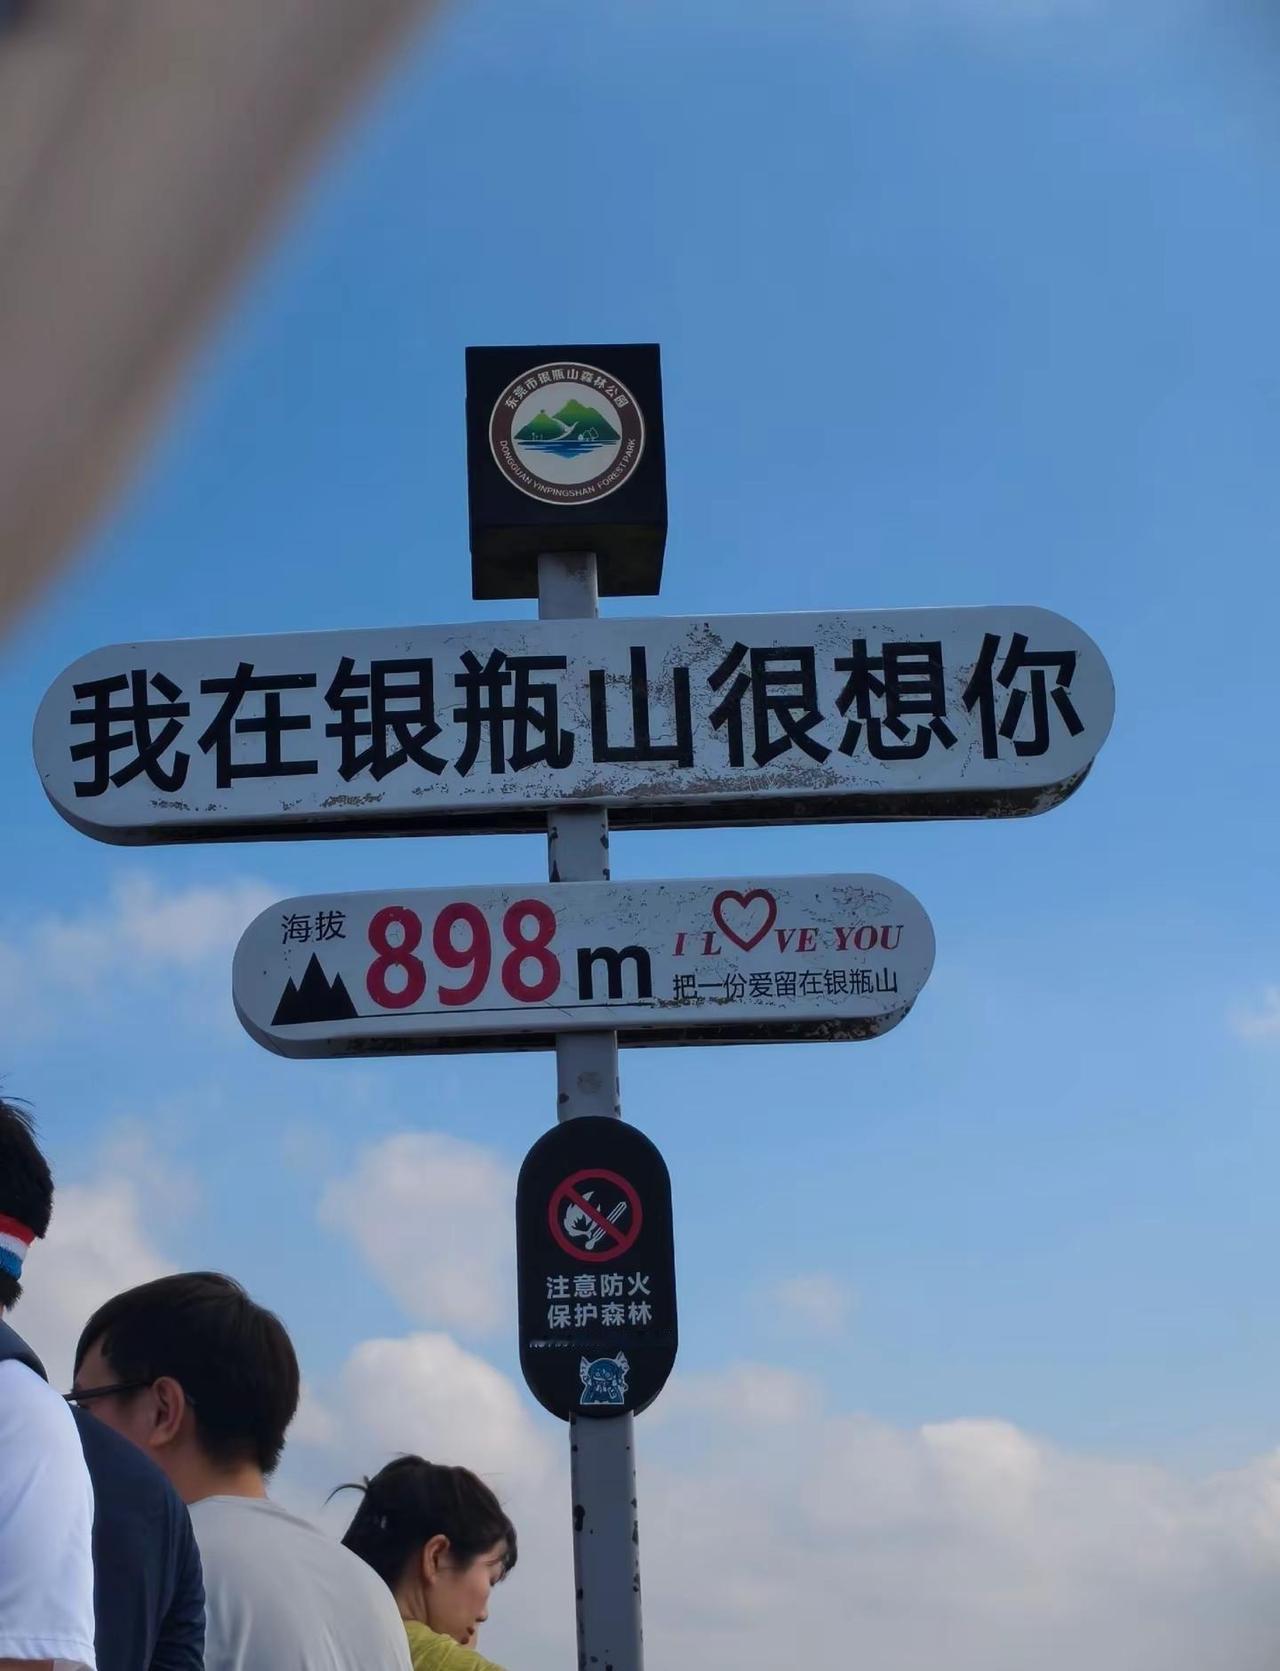 东莞市银瓶山森林公园
DONGGUAN YINPINGSHAN FOREST PARK
我在银瓶山很想你
海拔 898m
I LOVE YOU
把一份爱留在银瓶山
注意防火
保护森林